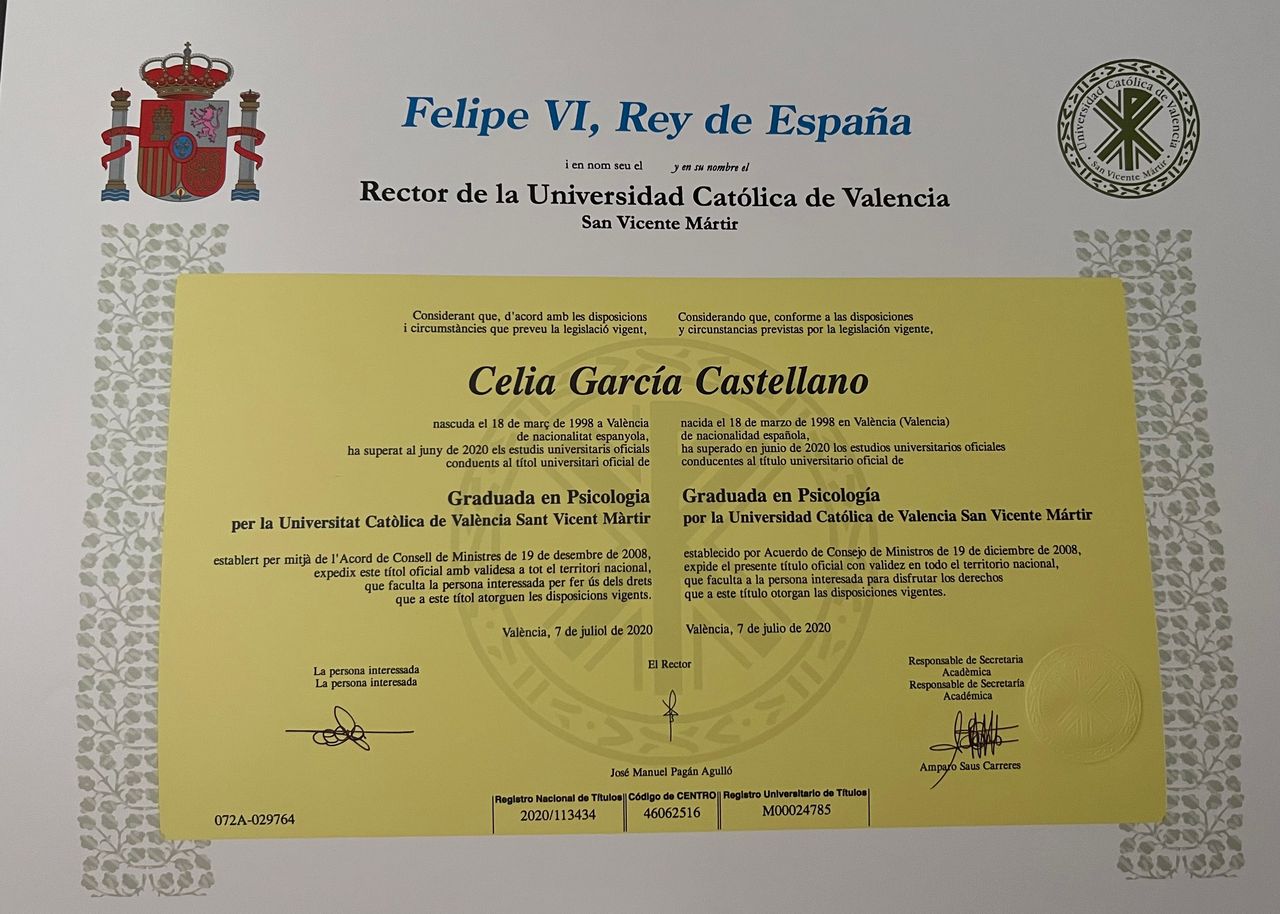 Felipe VI, Rey de España
i en nom seu el y en su nombre el
Rector de la Universidad Católica de Valencia
San Vicente Mártir
Universidad Católica de Valencia
San Vicente Mártir
Considerant que, d'acord amb les disposicions
i circumstàncies que preveu la legislació vigent,
Considerando que, conforme a las disposiciones
y circunstancias previstas por la legislación vigente,
Celia García Castellano
nascuda el 18 de març de 1998 a València
de nacionalitat espanyola,
ha superat al juny de 2020 els estudis universitaris oficials
conduents al títol universitari oficial de
Graduada en Psicologia
per la Universitat Catòlica de València Sant Vicent Màrtir
establert per mitjà de l'Acord de Consell de Ministres de 19 de desembre de 2008,
expedix este títol oficial amb validesa a tot el territori nacional,
que faculta la persona interessada per fer ús dels drets
que a este títol atorguen les disposicions vigents.
València, 7 de juliol de 2020
nacida el 18 de marzo de 1998 en València (Valencia)
de nacionalidad española,
ha superado en junio de 2020 los estudios universitarios oficiales
conducentes al título universitario oficial de
Graduada en Psicología
por la Universidad Católica de Valencia San Vicente Mártir
establecido por Acuerdo de Consejo de Ministros de 19 de diciembre de 2008,
expide el presente título oficial con validez en todo el territorio nacional,
que faculta a la persona interesada para disfrutar los derechos
que a este título otorgan las disposiciones vigentes.
València, 7 de julio de 2020
La persona interessada
La persona interesada
El Rector
José Manuel Pagán Agulló
Responsable de Secretaria
Acadèmica
Responsable de Secretaría
Académica
Amparo Saus Carreres
072A-029764
Registro Nacional de Títulos
2020/113434
Código de CENTRO
46062516
Registro Universitario de Títulos
M00024785